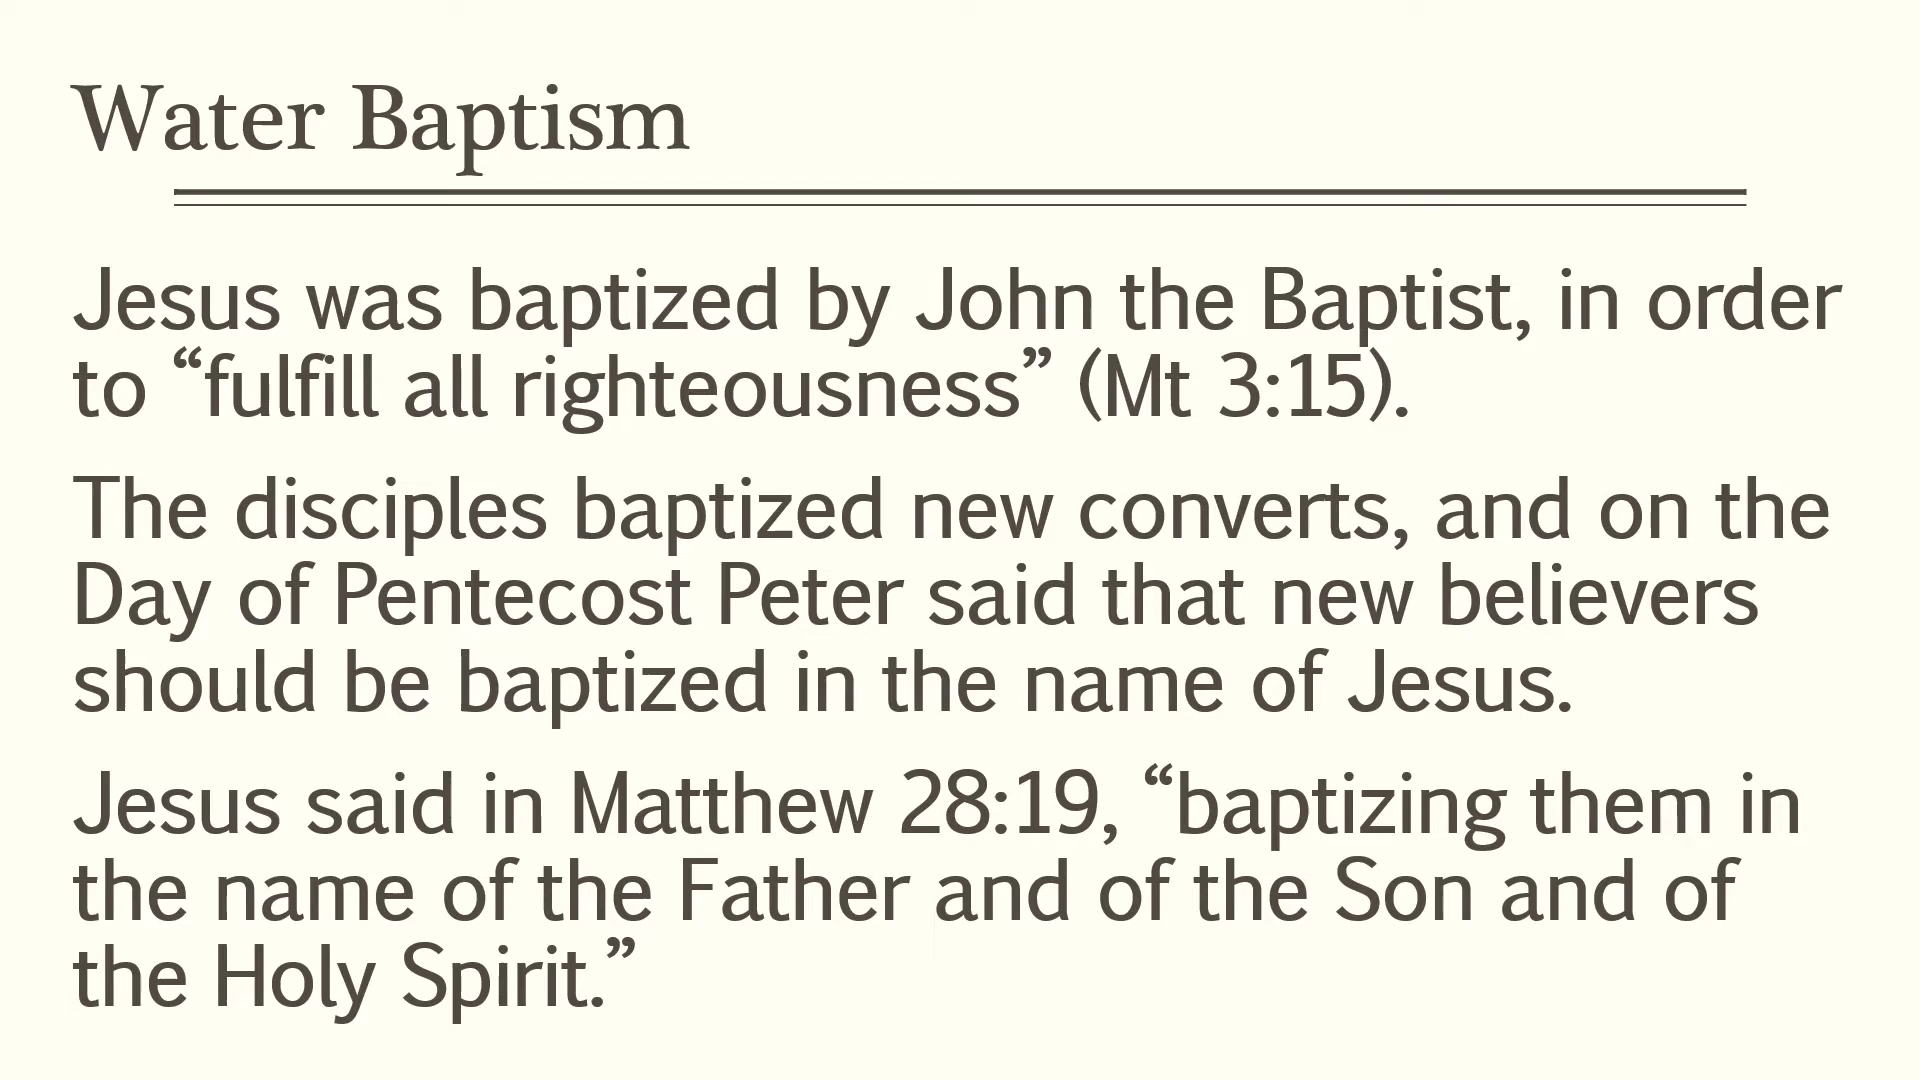 Water Baptism
Jesus was baptized by John the Baptist, in order
to “fulfill all righteousness” (Mt 3:15).
The disciples baptized new converts, and on the
Day of Pentecost Peter said that new believers
should be baptized in the name of Jesus.
Jesus said in Matthew 28:19, “baptizing them in
the name of the Father and of the Son and of
the Holy Spirit.”